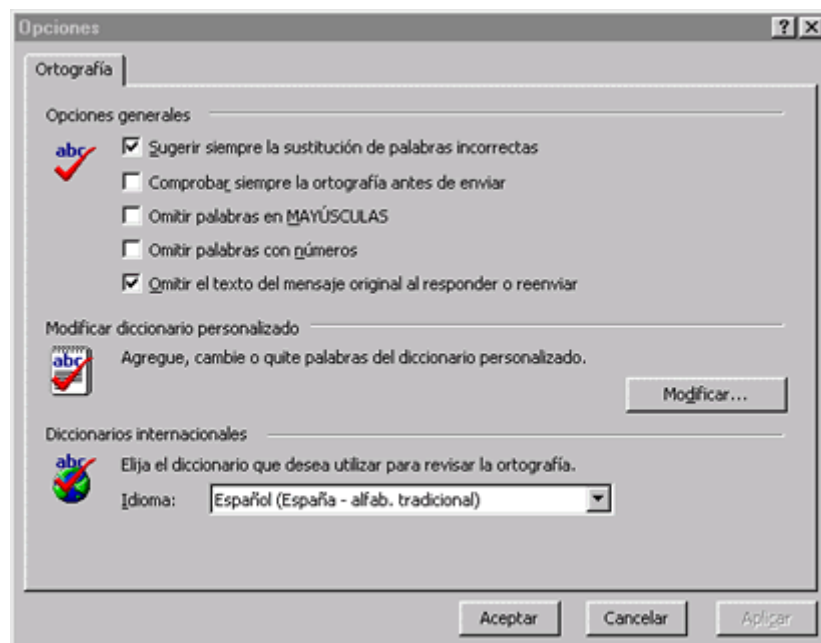 Opciones
Ortografía
Opciones generales
abc
Sugerir siempre la sustitución de palabras incorrectas
Comprobar siempre la ortografía antes de enviar
Omitir palabras en MAYÚSCULAS
Omitir palabras con números
Omitir el texto del mensaje original al responder o reenviar
Modificar diccionario personalizado
abc
Agregue, cambie o quite palabras del diccionario personalizado.
Modificar...
Diccionarios internacionales
abc
Elija el diccionario que desea utilizar para revisar la ortografía.
Idioma: Español (España - alfab. tradicional)
Aceptar Cancelar Aplicar